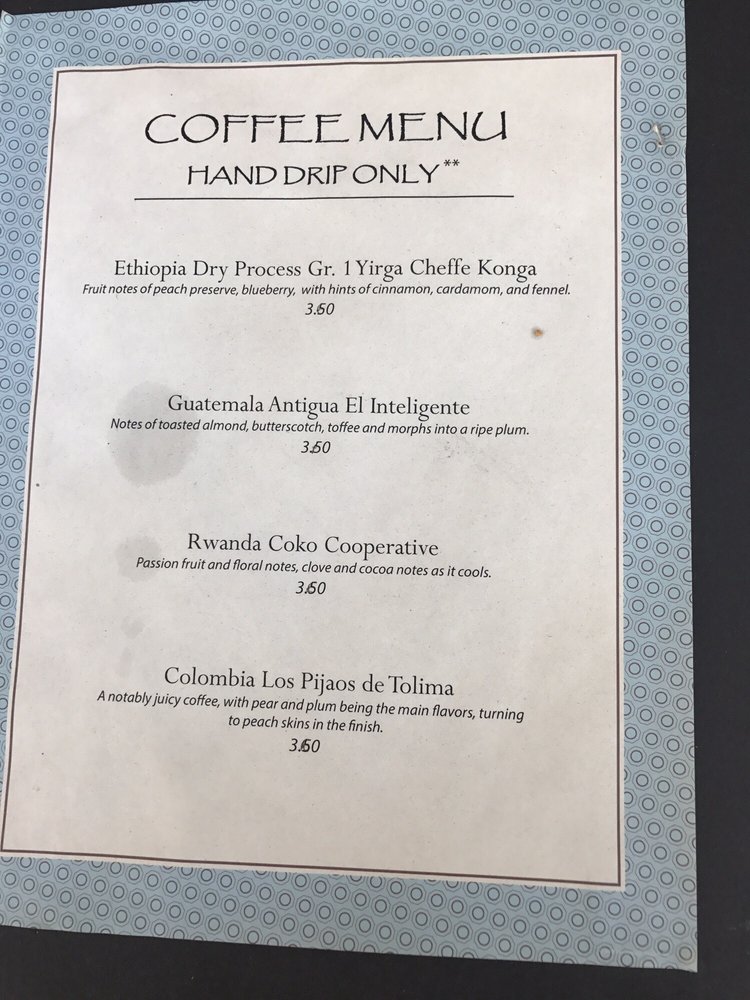 COFFEE MENU
HAND DRIP ONLY**
Ethiopia Dry Process Gr. 1 Yirga Cheffe Konga
Fruit notes of peach preserve, blueberry, with hints of cinnamon, cardamom, and fennel.
3.50
Guatemala Antigua El Inteligente
Notes of toasted almond, butterscotch, toffee and morphs into a ripe plum.
3.50
Rwanda Coko Cooperative
Passion fruit and floral notes, clove and cocoa notes as it cools.
3.50
Colombia Los Pijaos de Tolima
A notably juicy coffee, with pear and plum being the main flavors, turning
to peach skins in the finish.
3.50